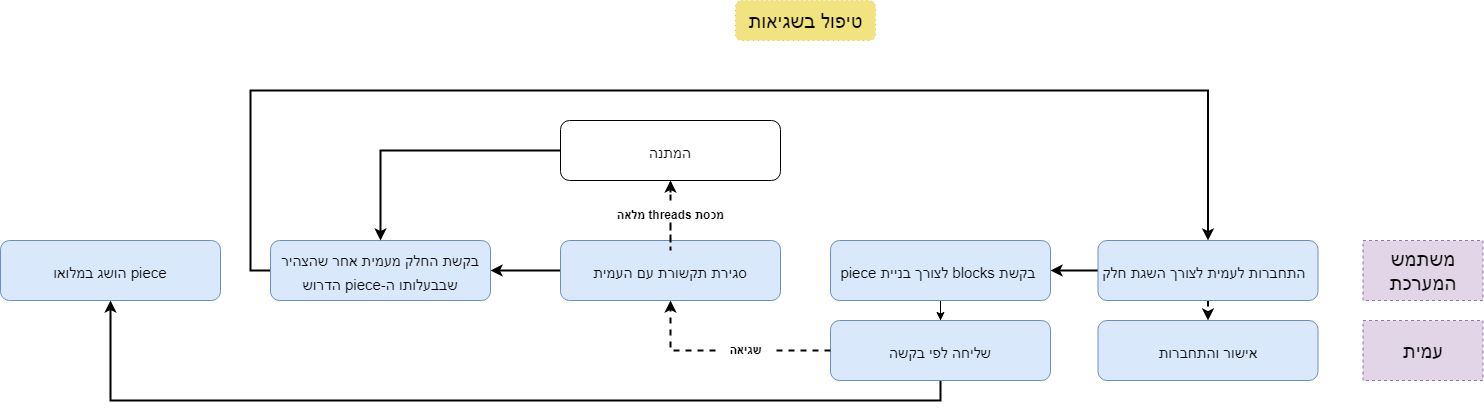 טיפול בשגיאות
המתנה
מכסת threads מלאה
משתמש
המערכת
התחברות לעמית לצורך השגת חלק
בקשת blocks לצורך בניית piece
סגירת תקשורת עם העמית
בקשת החלק מעמית אחר שהצהיר
שבבעלותו ה-piece הדרוש
piece הושג במלואו
עמית
אישור והתחברות
שליחה לפי בקשה
שגיאה